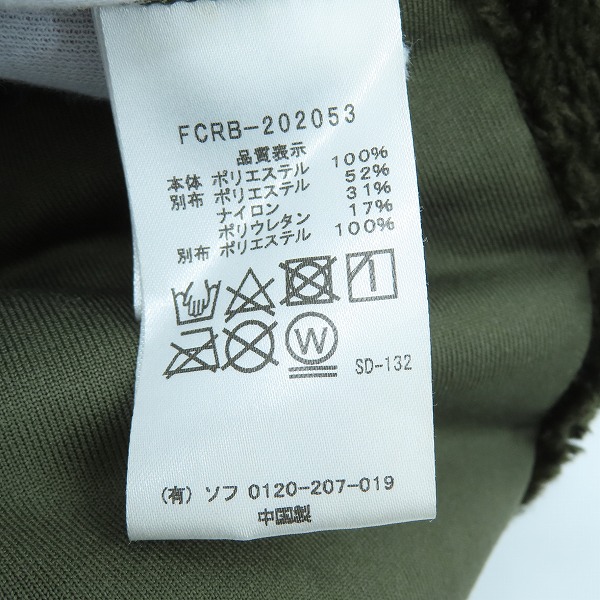 FCRB-202053
品質表示
本体 ポリエステル 100%
別布 ポリエステル 52%
ナイロン 31%
ポリウレタン 17%
別布 ポリエステル 100%
W
SD-132
(有) ソフ 0120-207-019
中国製